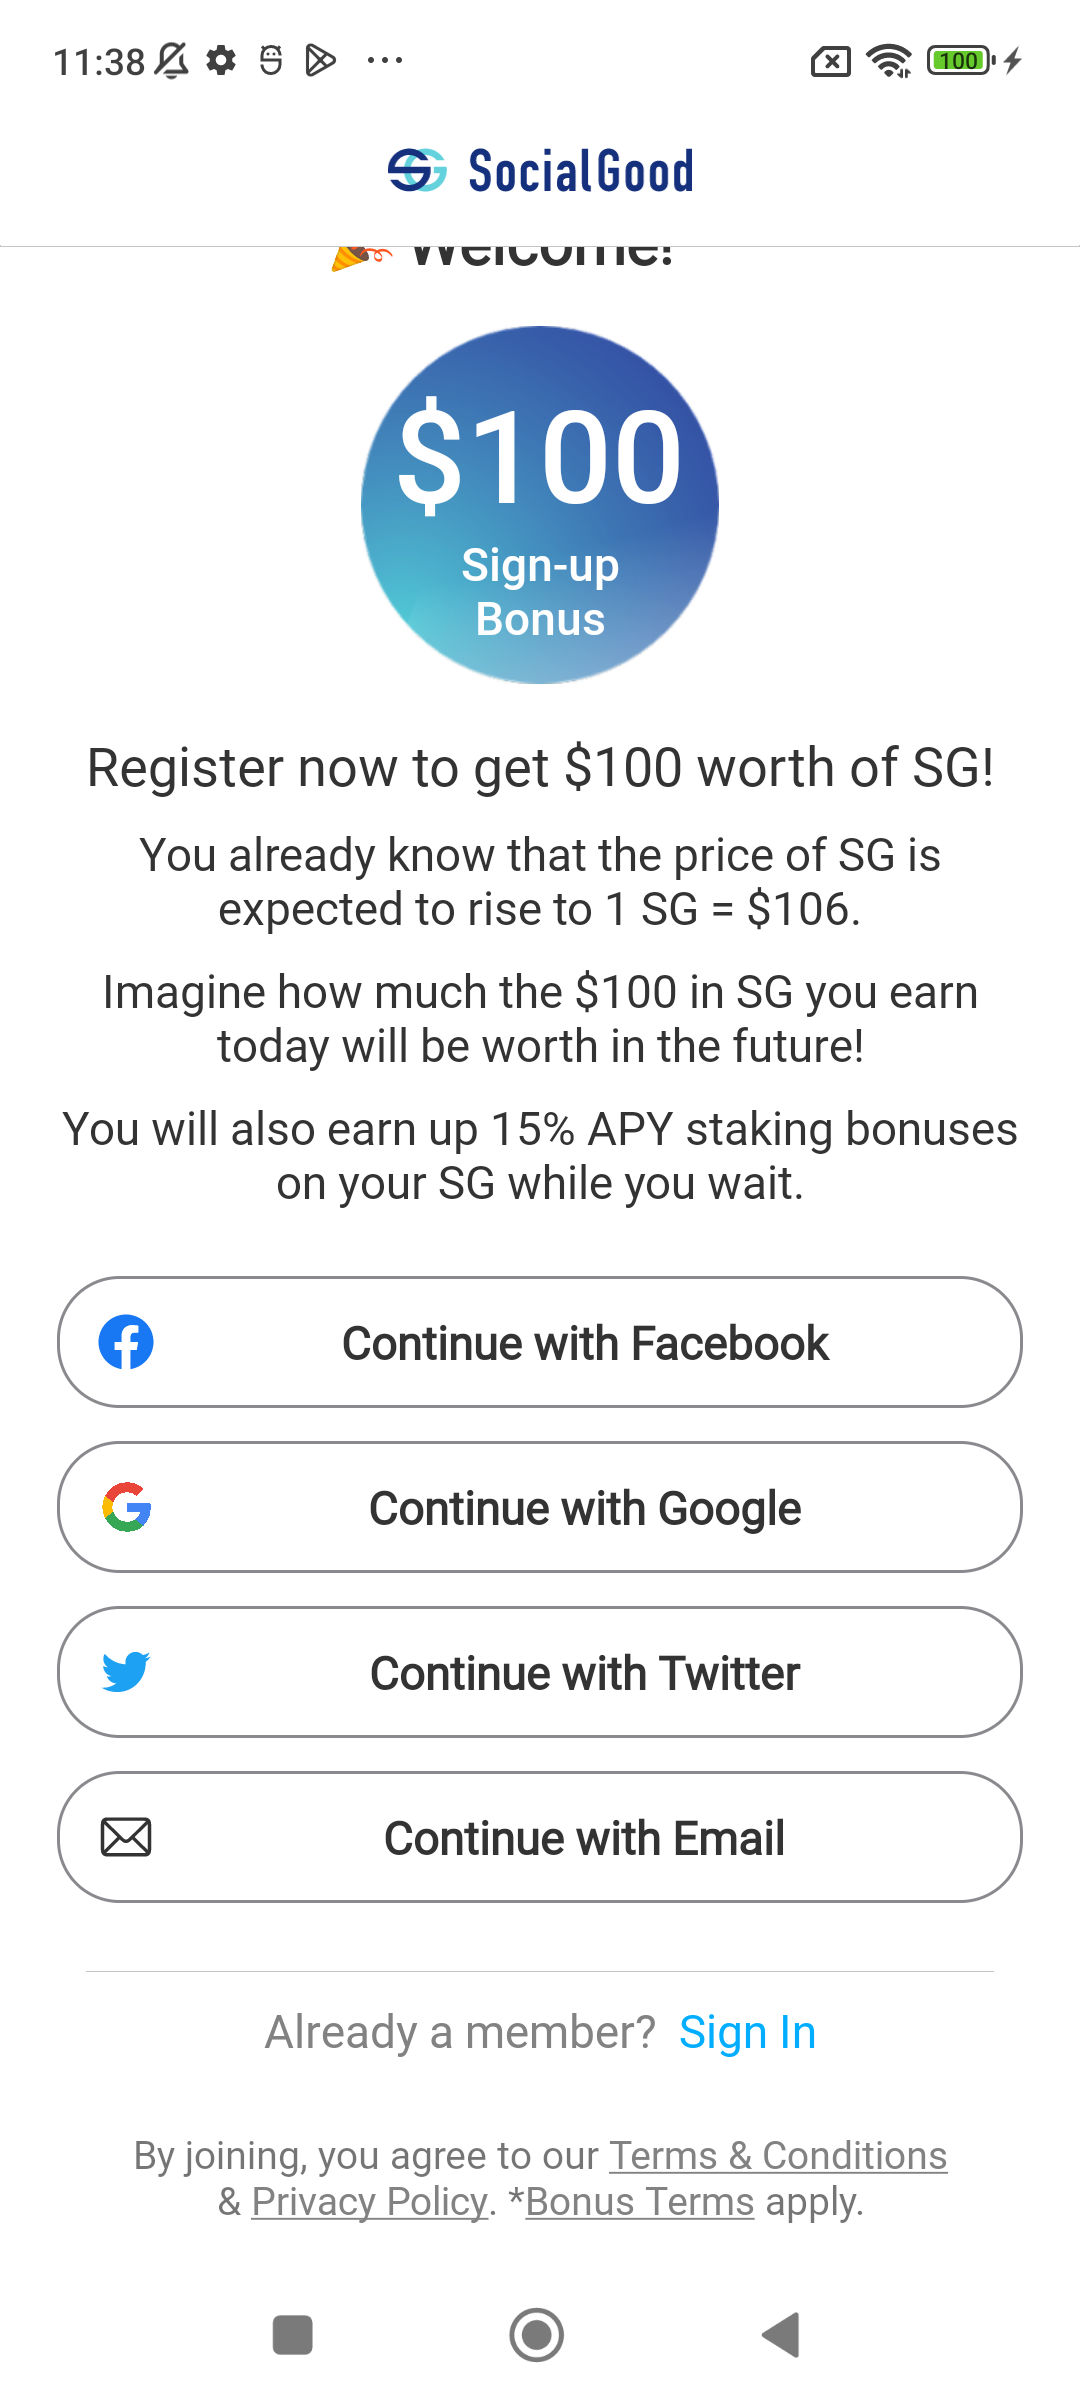 11:38
100
SocialGood
Welcome!
$100
Sign-up
Bonus
Register now to get $100 worth of SG!
You already know that the price of SG is
expected to rise to 1 SG = $106.
Imagine how much the $100 in SG you earn
today will be worth in the future!
You will also earn up 15% APY staking bonuses
on your SG while you wait.
Continue with Facebook
Continue with Google
Continue with Twitter
Continue with Email
Already a member? Sign In
By joining, you agree to our Terms & Conditions
& Privacy Policy. *Bonus Terms apply.